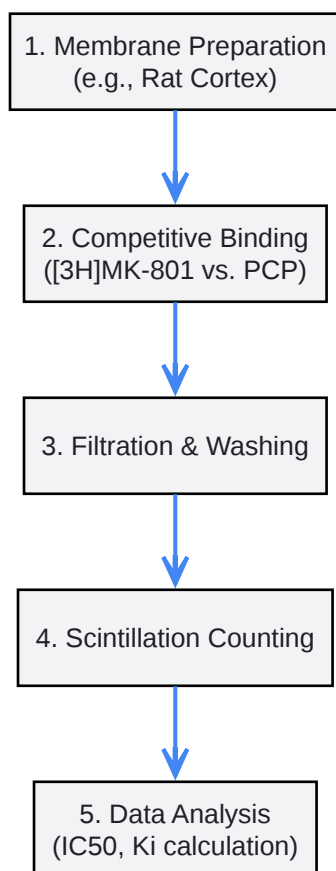 1. Membrane Preparation
(e.g., Rat Cortex)
2. Competitive Binding
([3H]MK-801 vs. PCP)
3. Filtration & Washing
4. Scintillation Counting
5. Data Analysis
(IC50, Ki calculation)